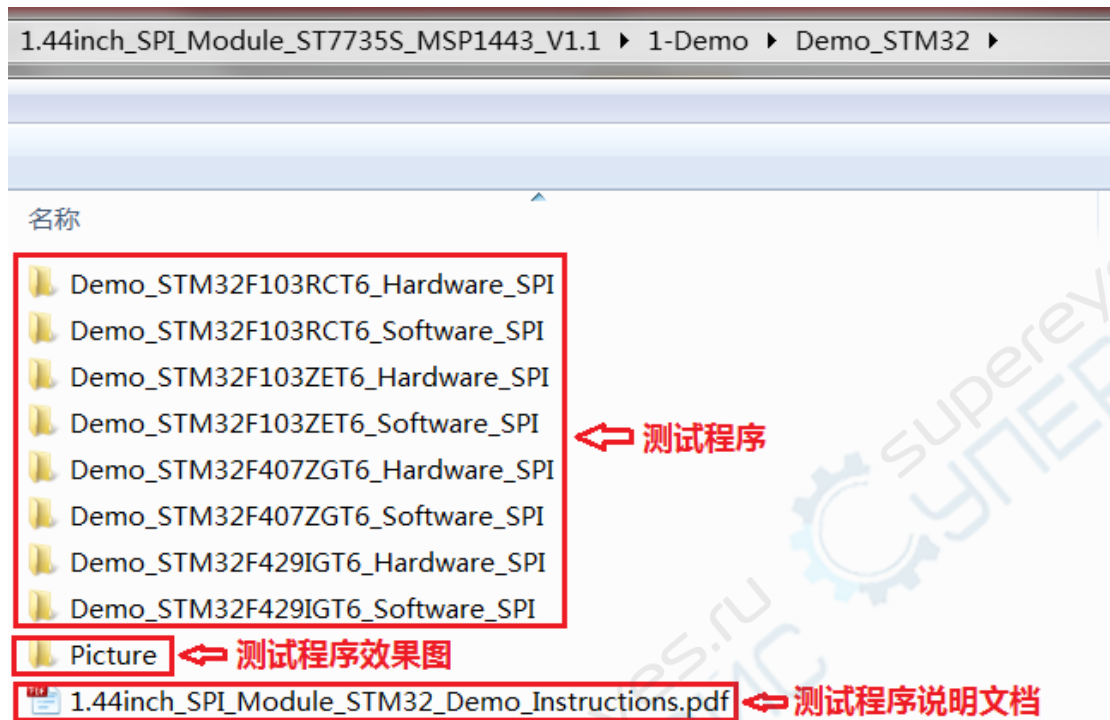 1.44inch_SPI_Module_ST7735S_MSP1443_V1.1 ▸ 1-Demo ▸ Demo_STM32 ▸
名称
Demo_STM32F103RCT6_Hardware_SPI
Demo_STM32F103RCT6_Software_SPI
Demo_STM32F103ZET6_Hardware_SPI
Demo_STM32F103ZET6_Software_SPI
测试程序
Demo_STM32F407ZGT6_Hardware_SPI
Demo_STM32F407ZGT6_Software_SPI
Demo_STM32F429IGT6_Hardware_SPI
Demo_STM32F429IGT6_Software_SPI
Picture 测试程序效果图
1.44inch_SPI_Module_STM32_Demo_Instructions.pdf 测试程序说明文档